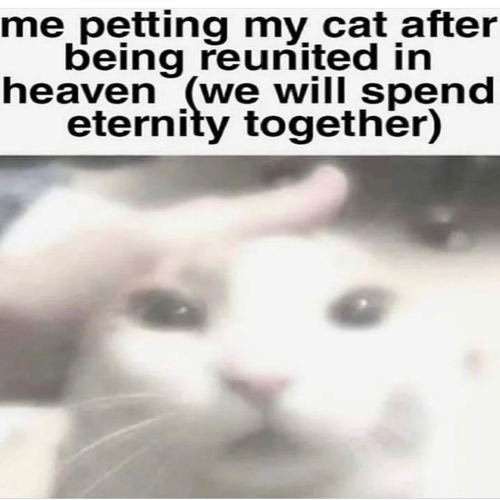 me petting my cat after
being reunited in
heaven (we will spend
eternity together)